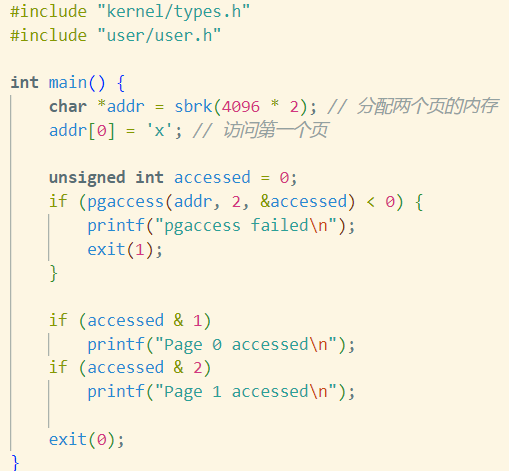 #include "kernel/types.h"
#include "user/user.h"

int main() {
    char *addr = sbrk(4096 * 2); // 分配两个页的内存
    addr[0] = 'x'; // 访问第一个页

    unsigned int accessed = 0;
    if (pgaccess(addr, 2, &accessed) < 0) {
        printf("pgaccess failed\n");
        exit(1);
    }

    if (accessed & 1)
        printf("Page 0 accessed\n");
    if (accessed & 2)
        printf("Page 1 accessed\n");

    exit(0);
}